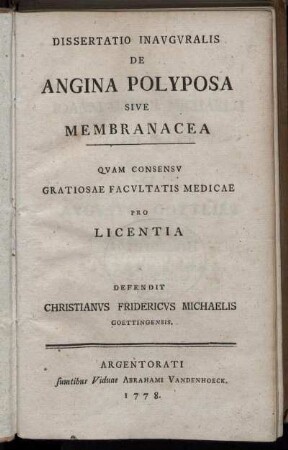 DISSERTATIO INAVGVRALIS
DE
ANGINA POLYPOSA
SIVE
MEMBRANACEA
QVAM CONSENSV
GRATIOSAE FACVLTATIS MEDICAE
PRO
LICENTIA
DEFENDIT
CHRISTIANVS FRIDERICVS MICHAELIS
GOETTINGENSIS.
ARGENTORATI
ſumtibus Viduae ABRAHAMI VANDENHOECK.
1778.